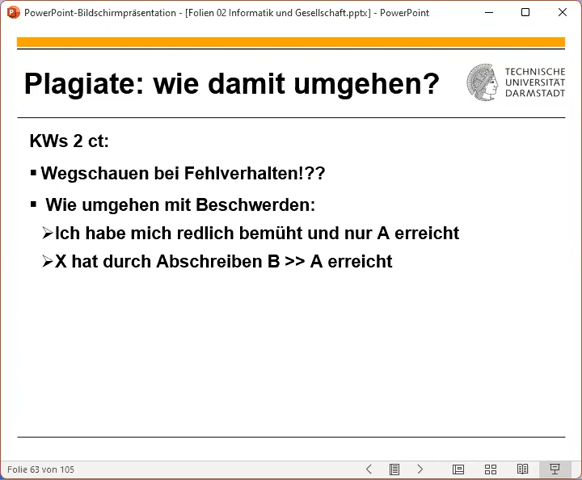 PowerPoint-Bildschirmpräsentation - [Folien 02 Informatik und Gesellschaft.pptx] - PowerPoint
Plagiate: wie damit umgehen?
TECHNISCHE
UNIVERSITÄT
DARMSTADT
KWs 2 ct:
▪ Wegschauen bei Fehlverhalten!??
▪ Wie umgehen mit Beschwerden:
➢Ich habe mich redlich bemüht und nur A erreicht
➢X hat durch Abschreiben B >> A erreicht
Folie 63 von 105